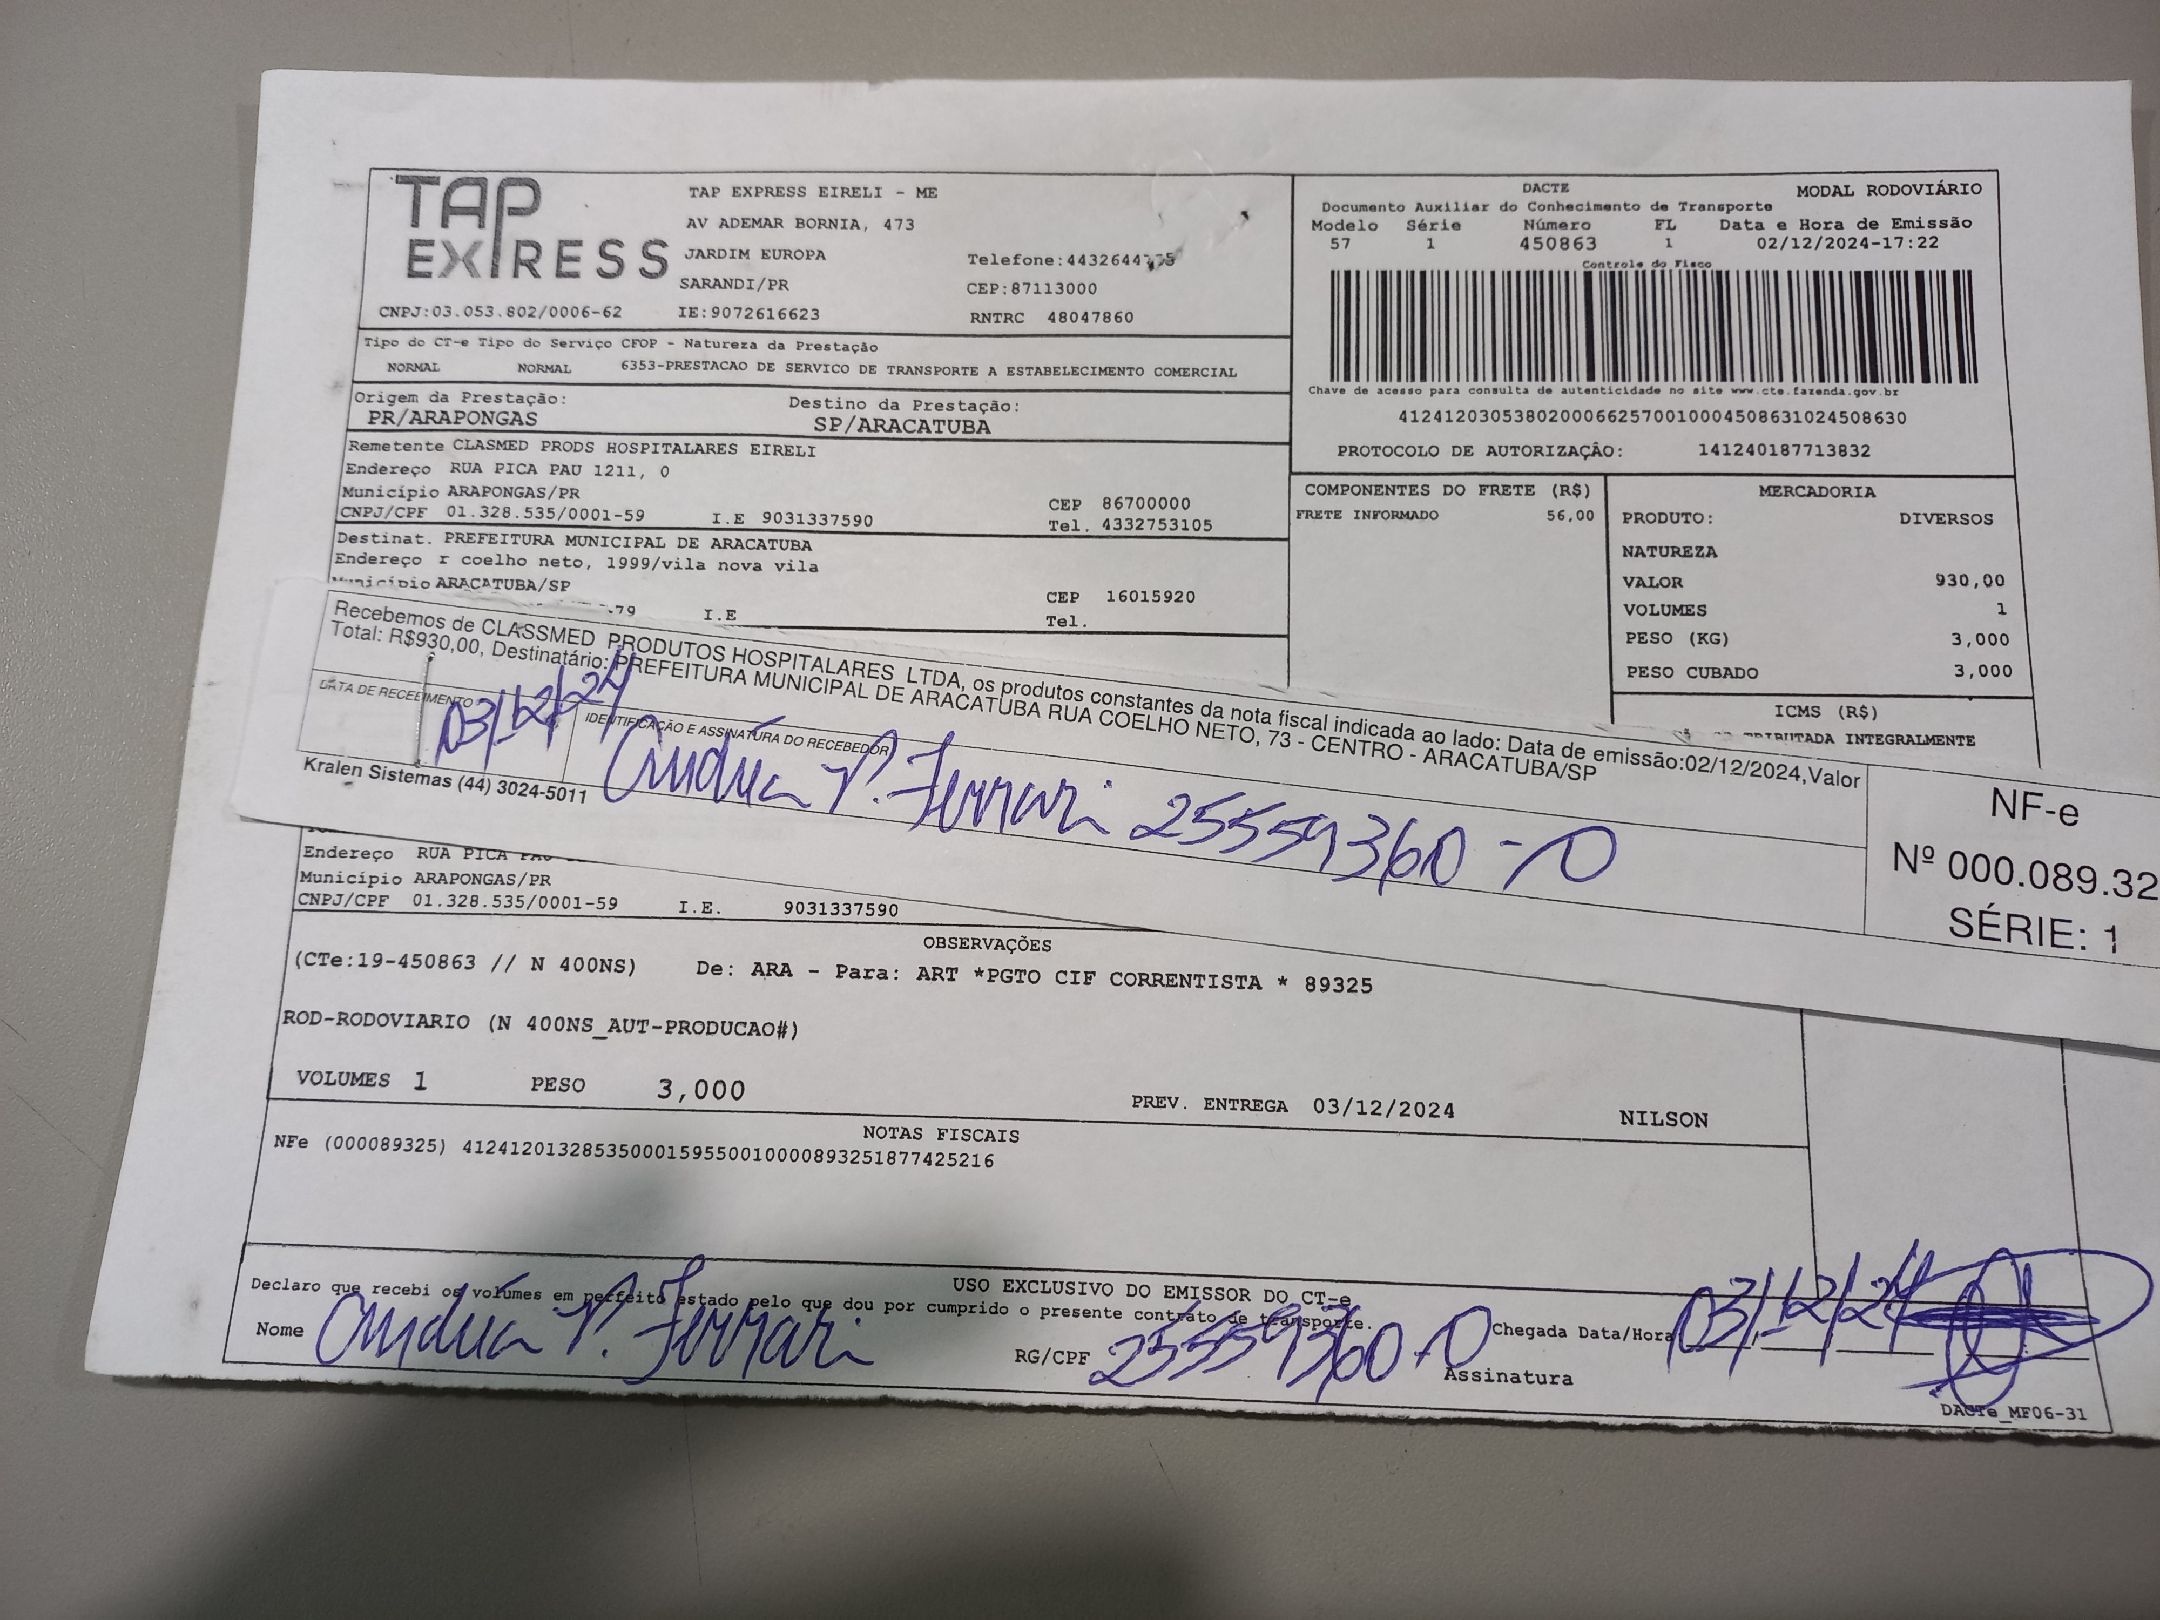 TAP EXPRESS
TAP EXPRESS EIRELI - ME
AV ADEMAR BORNIA, 473
JARDIM EUROPA
SARANDI/PR
Telefone:4432644
CEP:87113000
CNPJ:03.053.802/0006-62 IE:9072616623 RNTRC 48047860
DACTE MODAL RODOVIÁRIO
Documento Auxiliar do Conhecimento de Transporte
Modelo Série Número FL Data e Hora de Emissão
57 1 450863 1 02/12/2024-17:22
Controle do Fisco
Chave de acesso para consulta de autenticidade no site www.cte.fazenda.gov.br
41241203053802000662570010004508631024508630
PROTOCOLO DE AUTORIZAÇÂO: 141240187713832
Tipo do CT-e Tipo do Serviço CFOP - Natureza da Prestação
NORMAL NORMAL 6353-PRESTACAO DE SERVICO DE TRANSPORTE A ESTABELECIMENTO COMERCIAL
Origem da Prestação: Destino da Prestação:
PR/ARAPONGAS SP/ARACATUBA
Remetente CLASMED PRODS HOSPITALARES EIRELI
Endereço RUA PICA PAU 1211, 0
Município ARAPONGAS/PR CEP 86700000
CNPJ/CPF 01.328.535/0001-59 I.E 9031337590 Tel. 4332753105
Destinat. PREFEITURA MUNICIPAL DE ARACATUBA
Endereço r coelho neto, 1999/vila nova vila
Município ARACATUBA/SP CEP 16015920
-79 I.E Tel.
COMPONENTES DO FRETE (R$)
FRETE INFORMADO 56,00
MERCADORIA
PRODUTO: DIVERSOS
NATUREZA
VALOR 930,00
VOLUMES 1
PESO (KG) 3,000
PESO CUBADO 3,000
ICMS (R$)
TRIBUTADA INTEGRALMENTE
Recebemos de CLASSMED PRODUTOS HOSPITALARES LTDA, os produtos constantes da nota fiscal indicada ao lado: Data de emissão:02/12/2024,Valor
Total: R$930,00, Destinatário: PREFEITURA MUNICIPAL DE ARACATUBA RUA COELHO NETO, 73 - CENTRO - ARACATUBA/SP
DATA DE RECEBIMENTO IDENTIFICAÇÃO E ASSINATURA DO RECEBEDOR
03/12/24 Andréa P. Ferrari 25559360-0
Kralen Sistemas (44) 3024-5011
NF-e
Nº 000.089.32
SÉRIE: 1
Endereço RUA PICA PAU
Município ARAPONGAS/PR
CNPJ/CPF 01.328.535/0001-59 I.E. 9031337590
OBSERVAÇÕES
(CTe:19-450863 // N 400NS) De: ARA - Para: ART *PGTO CIF CORRENTISTA * 89325
ROD-RODOVIARIO (N 400NS_AUT-PRODUCAO#)
VOLUMES 1 PESO 3,000 PREV. ENTREGA 03/12/2024 NILSON
NOTAS FISCAIS
NFe (000089325) 41241201328535000159550010000893251877425216
USO EXCLUSIVO DO EMISSOR DO CT-e
Declaro que recebi os volumes em perfeito estado pelo que dou por cumprido o presente contrato de transporte.
Nome Andréa P. Ferrari RG/CPF 25559360-0 Chegada Data/Hora 03/12/24
Assinatura
DACTe_MF06-31